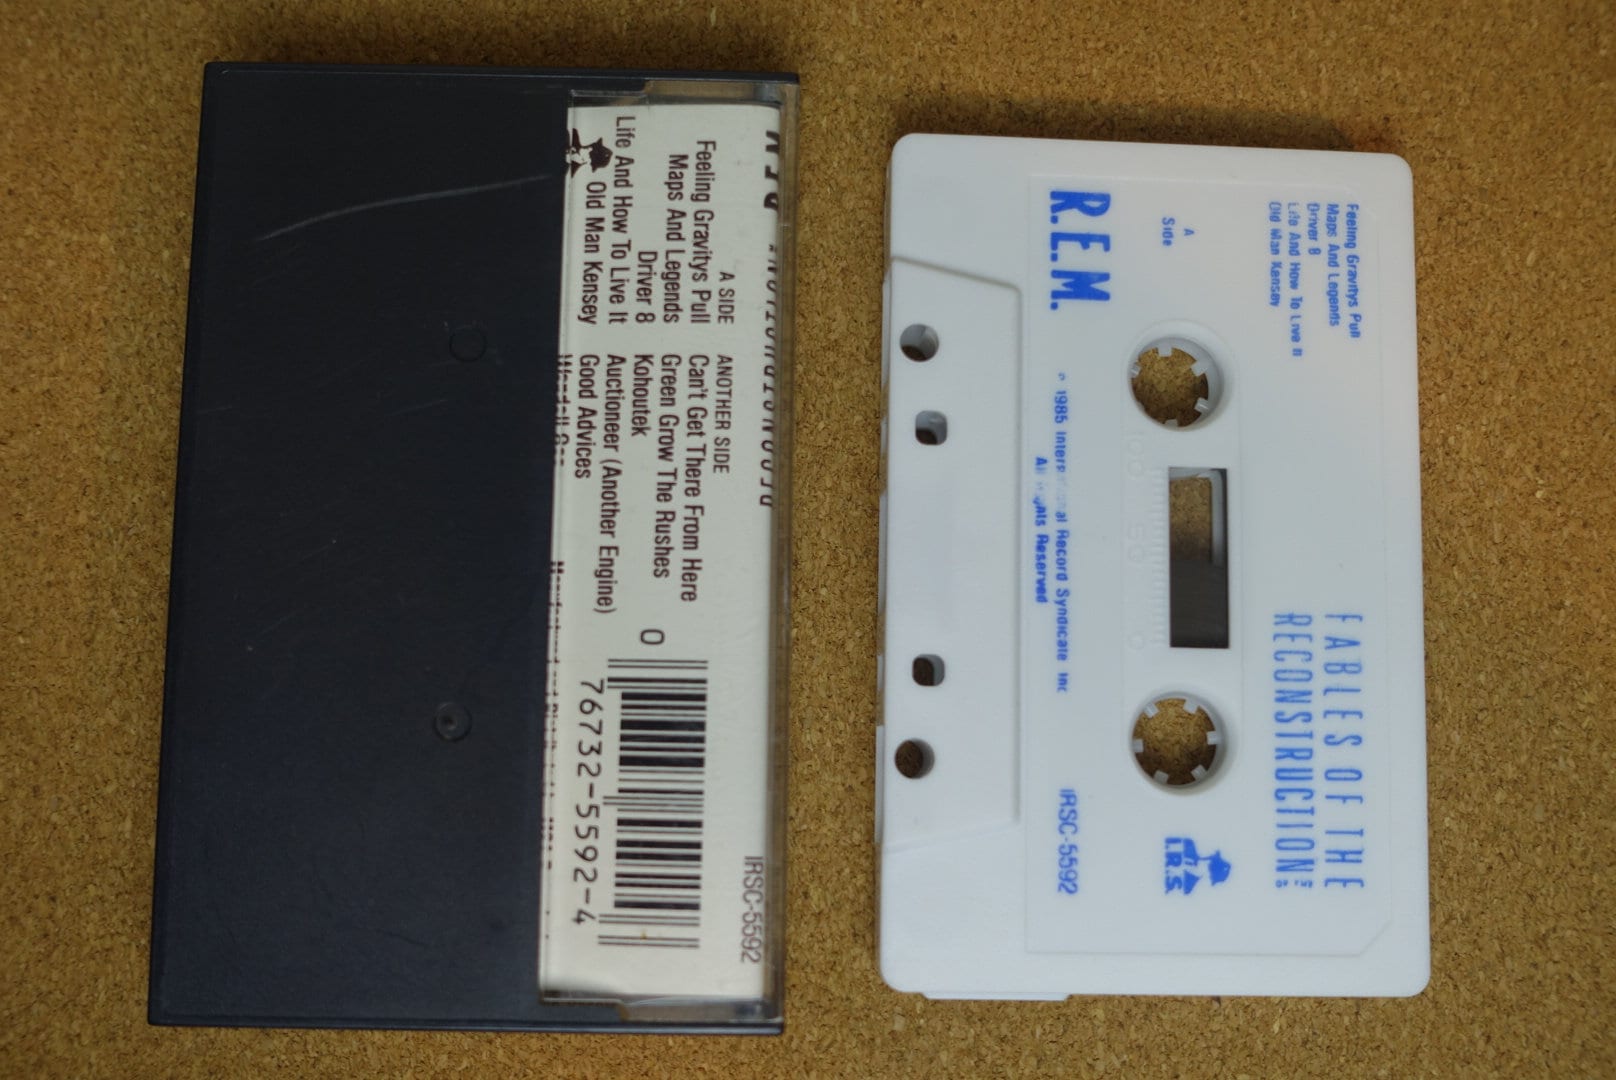 A SIDE
Feeling Gravitys Pull
Maps And Legends
Driver 8
Life And How To Live It
Old Man Kensey
ANOTHER SIDE
Can't Get There From Here
Green Grow The Rushes
Kohoutek
Auctioneer (Another Engine)
Good Advices
0
76732-5592-4
IRSC-5592
Feeling Gravitys Pull
Maps And Legends
Driver 8
Life And How To Live It
Old Man Kensey
FABLES OF THE
RECONSTRUCTION
A
Side
I.R.S.
R.E.M.
1985 Record Syndicate Inc
All Reserved
IRSC-5592
100 50 0